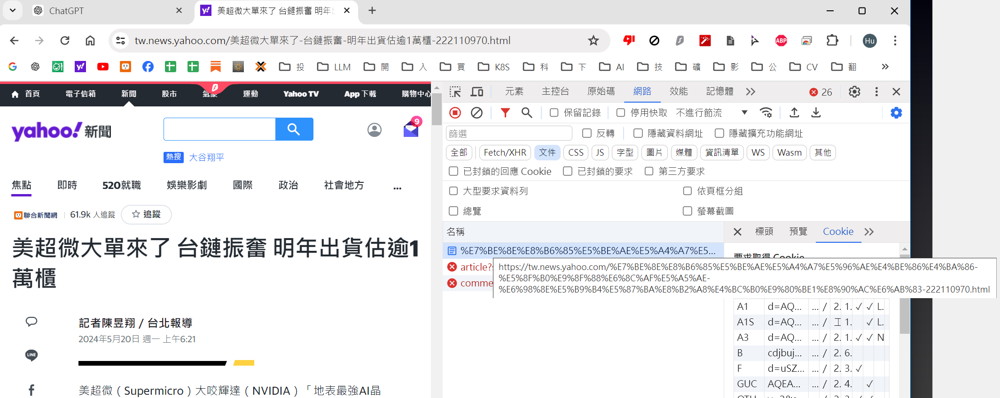 ChatGPT
美超微大單來了 台鏈振奮 明年
tw.news.yahoo.com/美超微大單來了-台鏈振奮-明年出貨估逾1萬櫃-222110970.html
ABP
Hu
投
LLM
開
入
買
K8S
科
下
AI
技
礦
影
公
CV
翻
首頁
電子信箱
新聞
股市
氣象
運動
Yahoo TV
App 下載
購物中心
yahoo!新聞
9
熱搜 大谷翔平
焦點
即時
520就職
娛樂影劇
國際
政治
社會地方
...
聯合新聞網
61.9k 人追蹤
追蹤
美超微大單來了 台鏈振奮 明年出貨估逾1
萬櫃
記者陳昱翔 / 台北報導
2024年5月20日 週一 上午6:21
LINE
美超微（Supermicro）大咬輝達（NVIDIA）「地表最強AI晶
元素
主控台
原始碼
網路
效能
記憶體
26
保留記錄
停用快取
不進行節流
篩選
反轉
隱藏資料網址
隱藏擴充功能網址
全部
Fetch/XHR
文件
CSS
JS
字型
圖片
媒體
資訊清單
WS
Wasm
其他
已封鎖的回應 Cookie
已封鎖的要求
第三方要求
大型要求資料列
依頁框分組
總覽
螢幕截圖
名稱
標頭
預覽
Cookie
%E7%BE%8E%E8%B6%85%E5%BE%AE%E5%A4%A7%E5...
要求取得 Cookie
article?s
comme
https://tw.news.yahoo.com/%E7%BE%8E%E8%B6%85%E5%BE%AE%E5%A4%A7%E5%96%AE%E4%BE%86%E4%BA%86-
%E5%8F%B0%E9%8F%88%E6%8C%AF%E5%A5%AE-
%E6%98%8E%E5%B9%B4%E5%87%BA%E8%B2%A8%E4%BC%B0%E9%80%BE1%E8%90%AC%E6%AB%83-222110970.html
A1 d=AQ... ... / 2. 1. ✓ ✓ L.
A1S d=AQ... ... / 工 1. ✓ L.
A3 d=AQ... ... / 2. 1. ✓ ✓ N
B cdjbuj... ... / 2. 6.
F d=uSZ... ... / 2. 3. ✓
GUC AQEA... ... / 2. 4. ✓